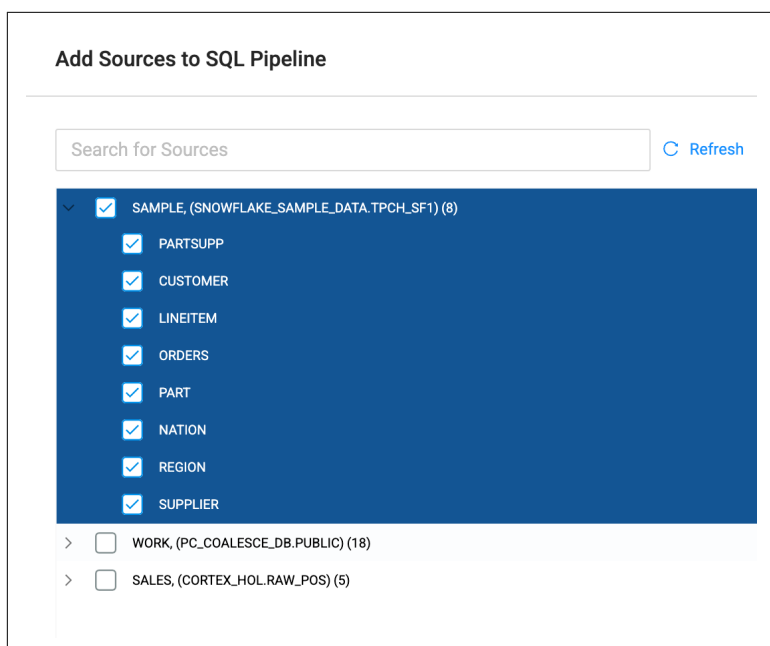 Add Sources to SQL Pipeline
Search for Sources
Refresh
SAMPLE, (SNOWFLAKE_SAMPLE_DATA.TPCH_SF1) (8)
PARTSUPP
CUSTOMER
LINEITEM
ORDERS
PART
NATION
REGION
SUPPLIER
WORK, (PC_COALESCE_DB.PUBLIC) (18)
SALES, (CORTEX_HOL.RAW_POS) (5)